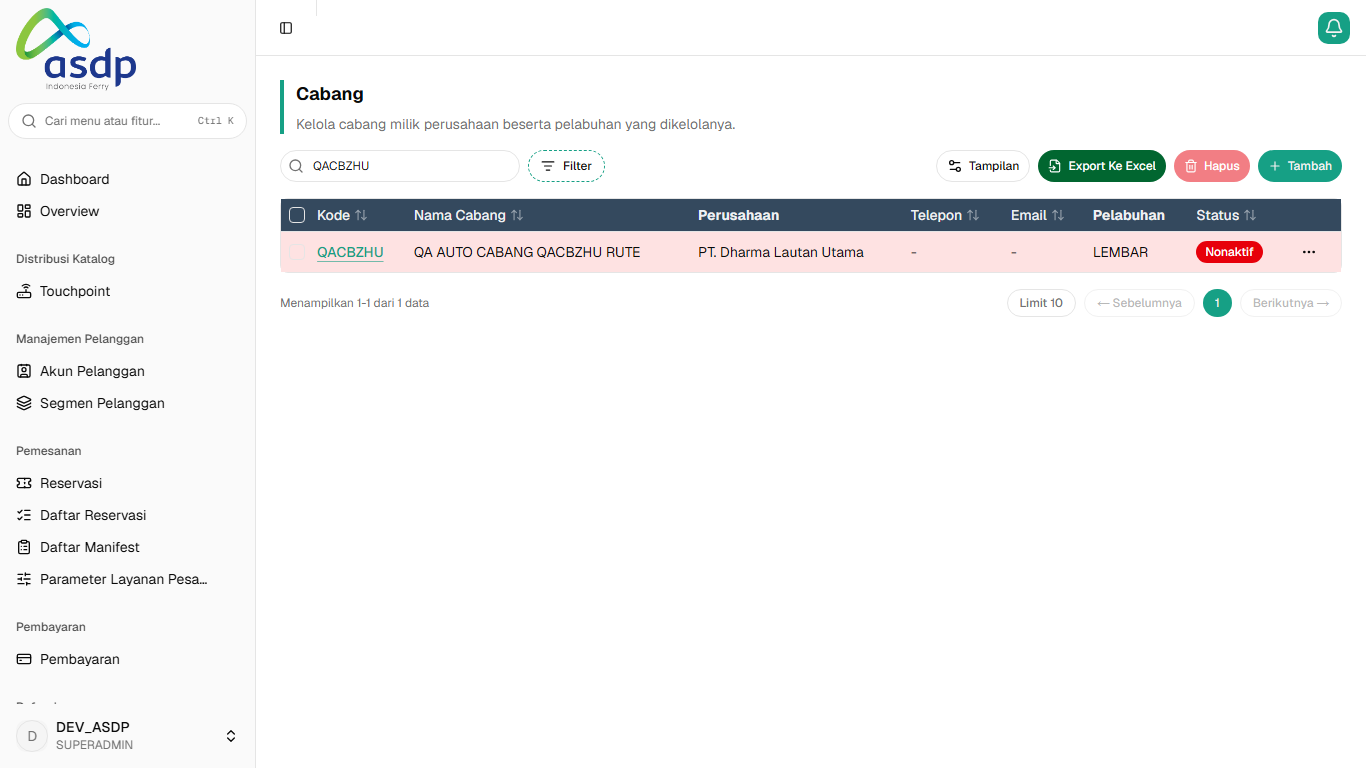 asdp
Indonesia Ferry
Cari menu atau fitur... Ctrl K
Dashboard
Overview
Distribusi Katalog
Touchpoint
Manajemen Pelanggan
Akun Pelanggan
Segmen Pelanggan
Pemesanan
Reservasi
Daftar Reservasi
Daftar Manifest
Parameter Layanan Pesa...
Pembayaran
Pembayaran
D
DEV_ASDP
SUPERADMIN
Cabang
Kelola cabang milik perusahaan beserta pelabuhan yang dikelolanya.
QACBZHU Filter Tampilan Export Ke Excel Hapus Tambah
Kode Nama Cabang Perusahaan Telepon Email Pelabuhan Status
QACBZHU QA AUTO CABANG QACBZHU RUTE PT. Dharma Lautan Utama - - LEMBAR Nonaktif ...
Menampilkan 1-1 dari 1 data Limit 10 ← Sebelumnya 1 Berikutnya →